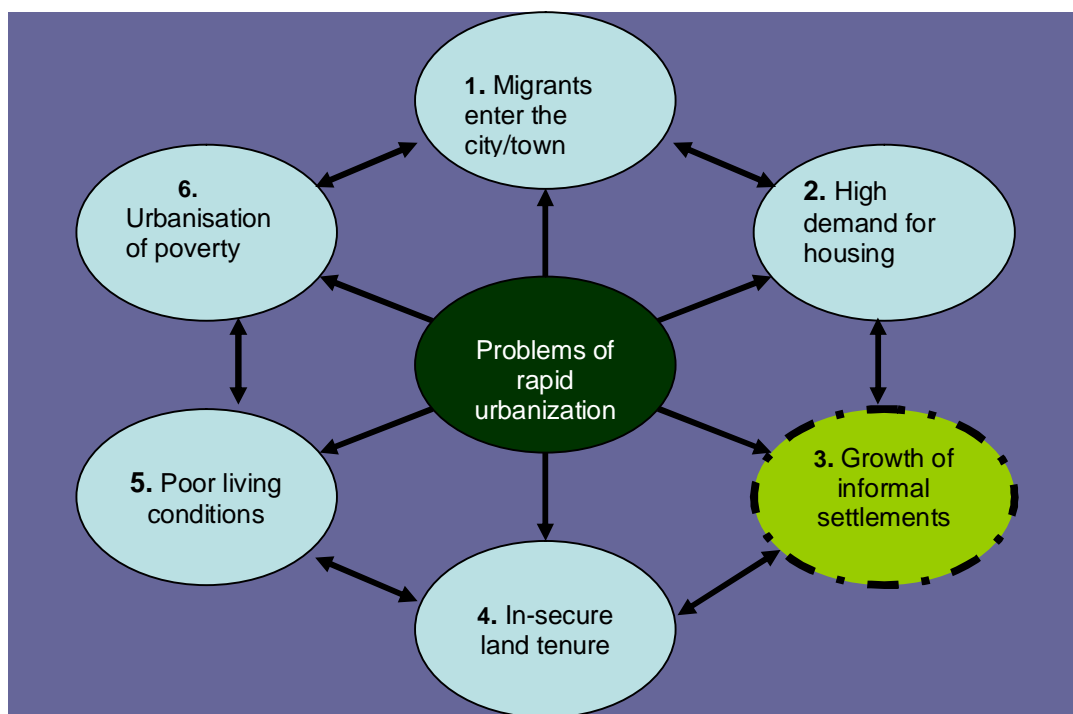 1. Migrants
enter the
city/town
6.
Urbanisation
of poverty
2. High
demand for
housing
Problems of
rapid
urbanization
5. Poor living
conditions
3. Growth of
informal
settlements
4. In-secure
land tenure